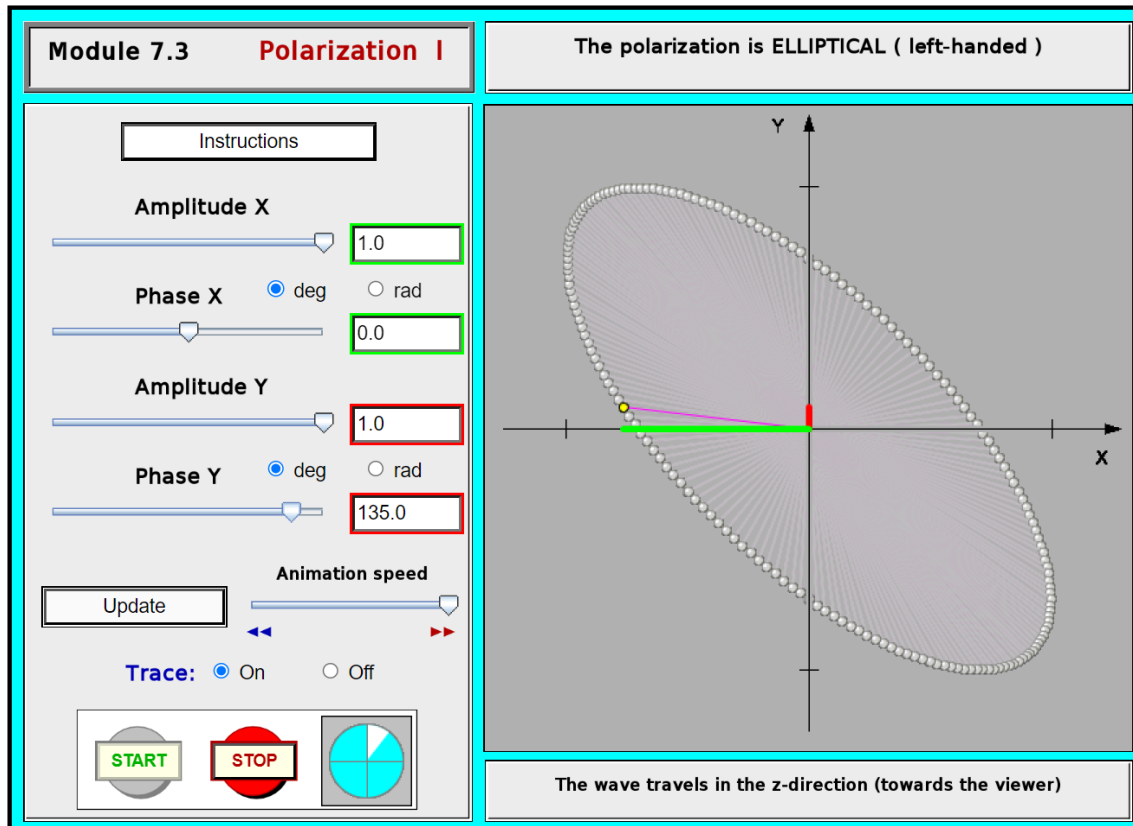 Module 7.3 Polarization I
The polarization is ELLIPTICAL ( left-handed )
Instructions
Amplitude X
1.0
Phase X deg rad
0.0
Amplitude Y
1.0
Phase Y deg rad
135.0
Animation speed
Update
Trace: On Off
START STOP
Y
X
The wave travels in the z-direction (towards the viewer)